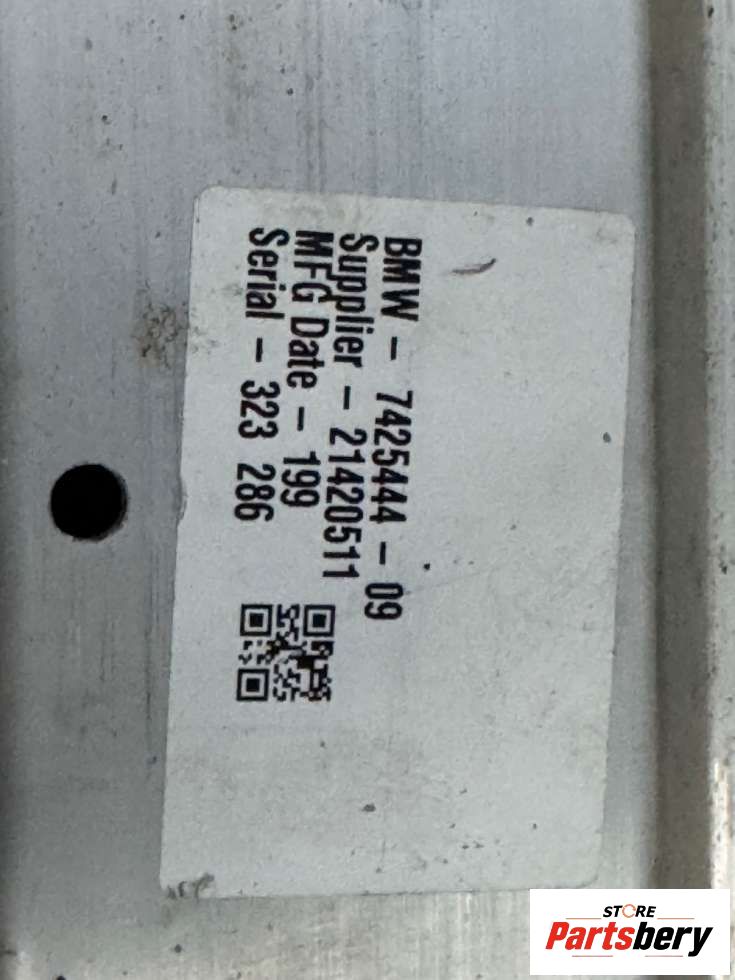 BMW - 7425444 - 09
Supplier - 21420511
MFG Date - 199
Serial - 323 286
STORE
Partsbery